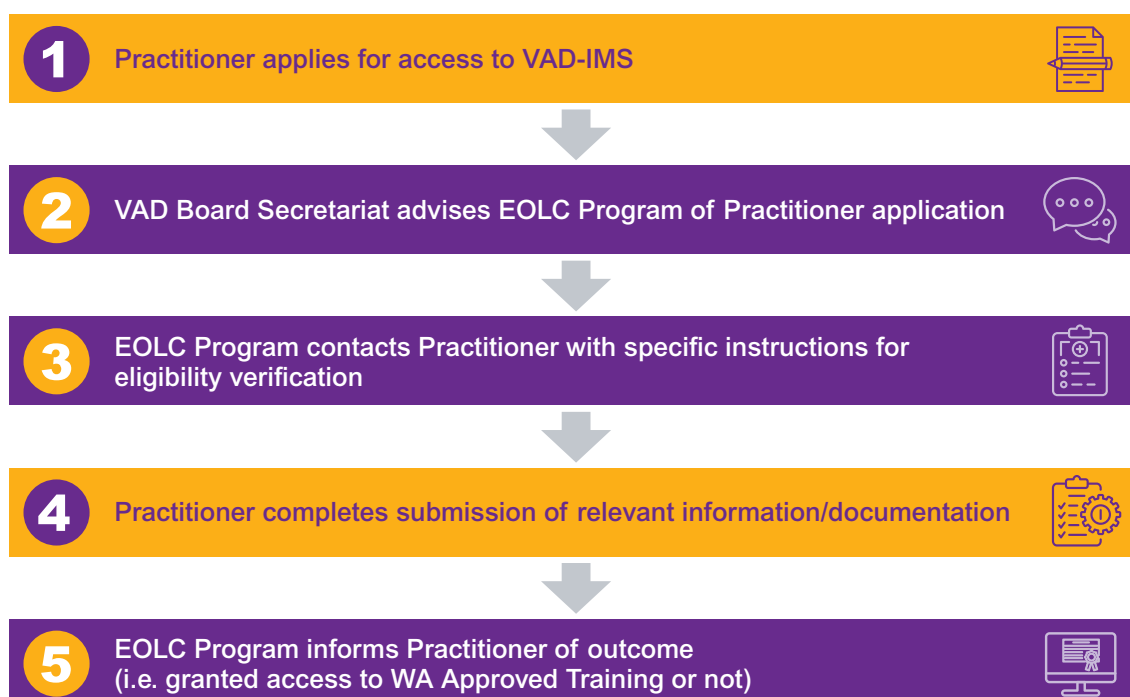 1
Practitioner applies for access to VAD-IMS
2
VAD Board Secretariat advises EOLC Program of Practitioner application
3
EOLC Program contacts Practitioner with specific instructions for
eligibility verification
4
Practitioner completes submission of relevant information/documentation
5
EOLC Program informs Practitioner of outcome
(i.e. granted access to WA Approved Training or not)